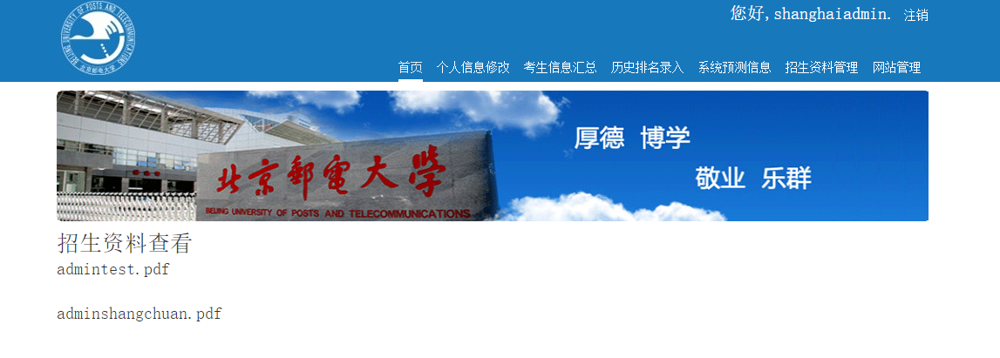 BEIJING UNIVERSITY OF POSTS AND TELECOMMUNICATIONS
北京邮电大学
您好,shanghaiadmin. 注销
首页 个人信息修改 考生信息汇总 历史排名录入 系统预测信息 招生资料管理 网站管理
北京郵電大學
BEIJING UNIVERSITY OF POSTS AND TELECOMMUNICATIONS
厚德 博学
敬业 乐群
招生资料查看
admintest.pdf
adminshangchuan.pdf